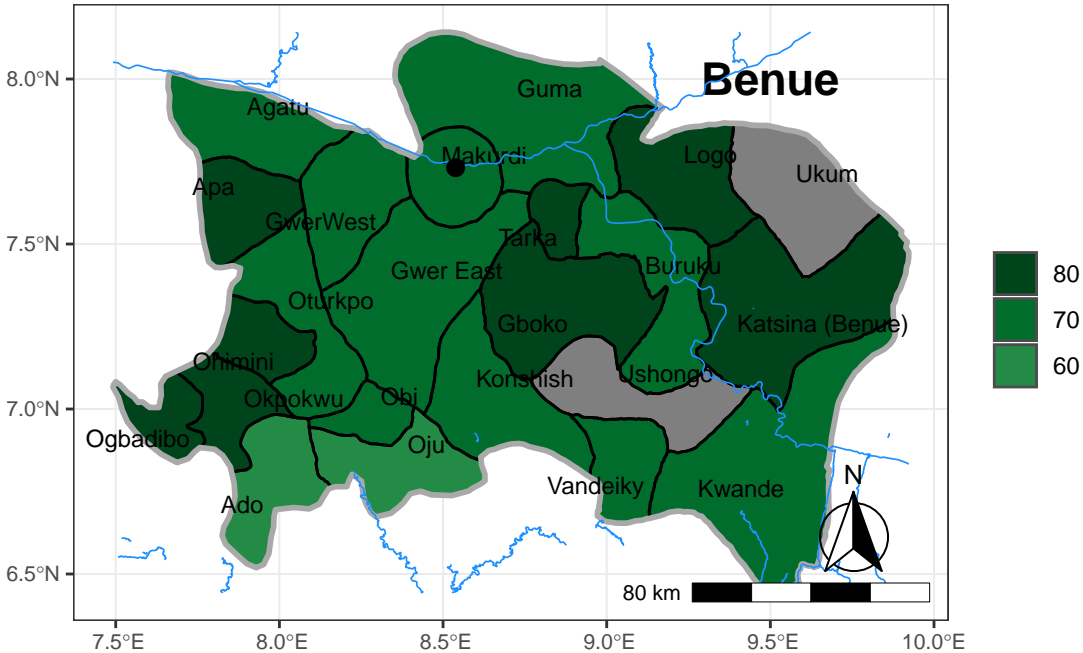 Benue
8.0°N
Guma
Agatu
Makurdi
Logo
Ukum
Apa
GwerWest
7.5°N
Tarka
Buruku
Gwer East
80
Oturkpo
Gboko
Katsina (Benue)
70
Ohimini
60
Konshish
Ushongo
Okpokwu
Obi
7.0°N
Ogbadibo
Oju
N
Vandeiky
Kwande
Ado
6.5°N
80 km
7.5°E
8.0°E
8.5°E
9.0°E
9.5°E
10.0°E